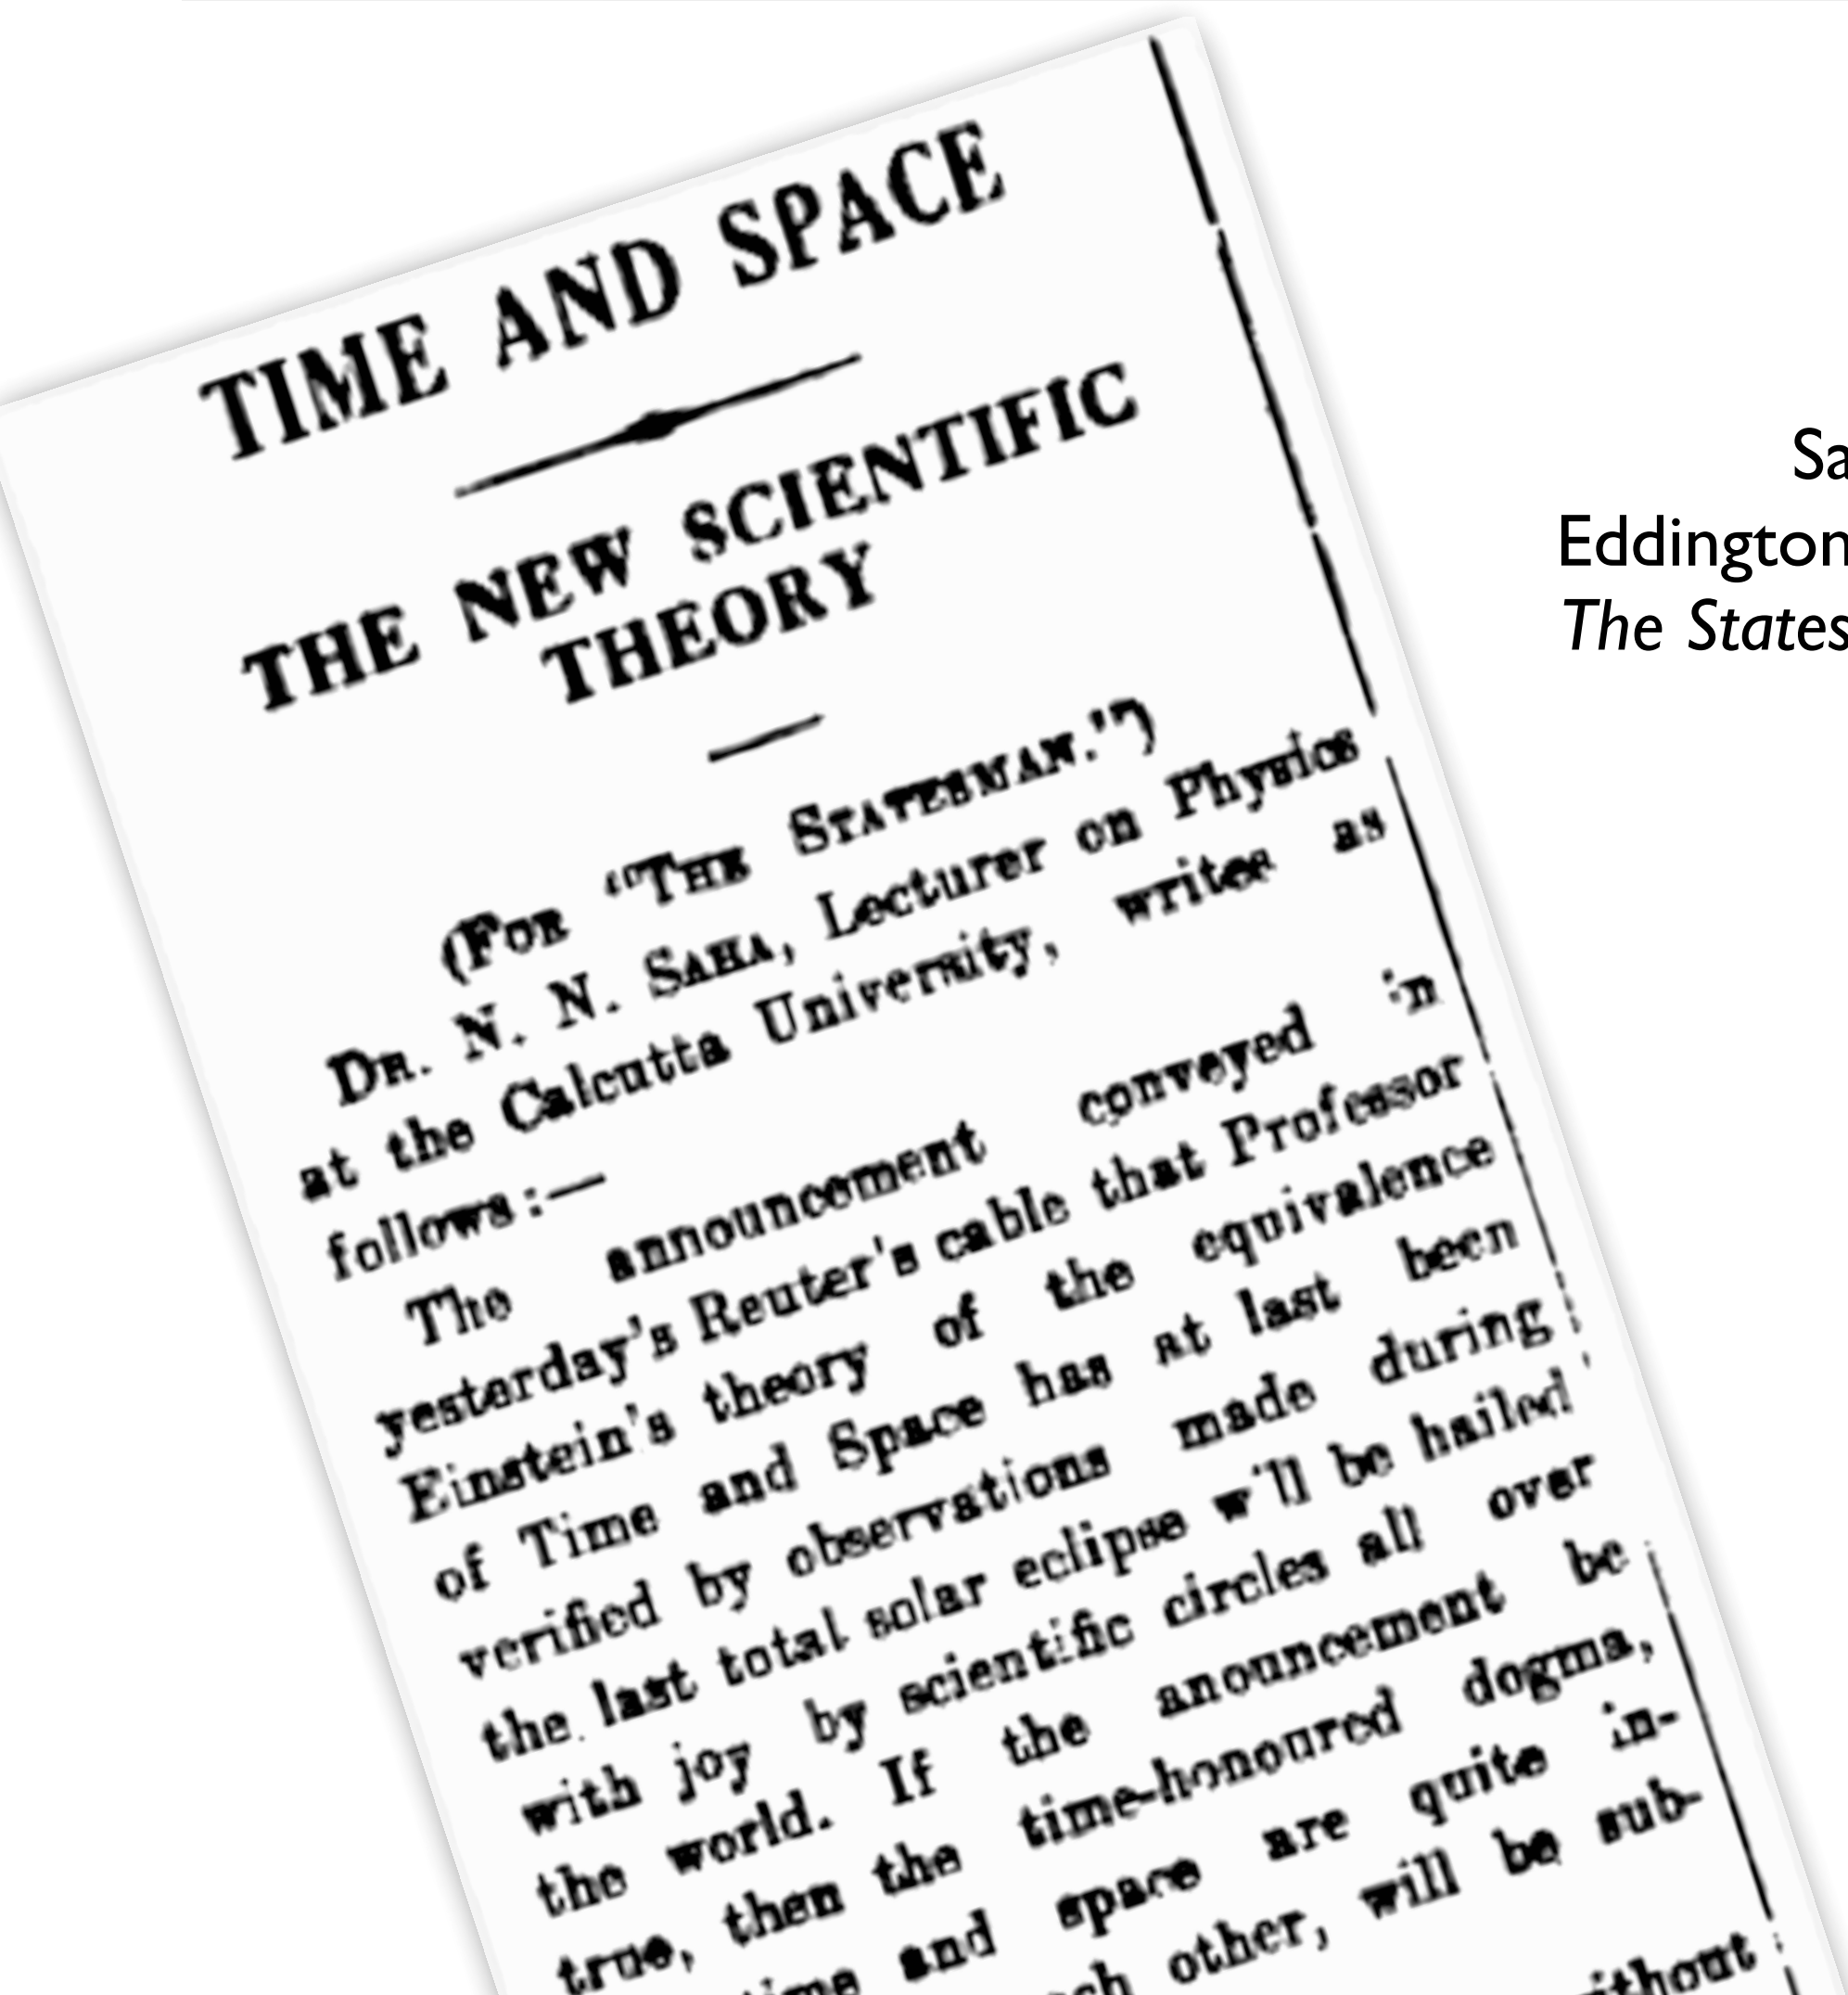 TIME AND SPACE
THE NEW SCIENTIFIC
THEORY
(FOR "THE STATESMAN.")
DR. N. N. SAHA, Lecturer on Physics
at the Calcutta University, writes as
follows:—
The announcement conveyed in
yesterday's Reuter's cable that Professor
Einstein's theory of the equivalence
of Time and Space has at last been
verified by observations made during
the last total solar eclipse will be hailed
with joy by scientific circles all over
the world. If the anouncement be
true, then the time-honoured dogma,
time and space are quite in-
other, will be sub-
Sa
Eddington
The States